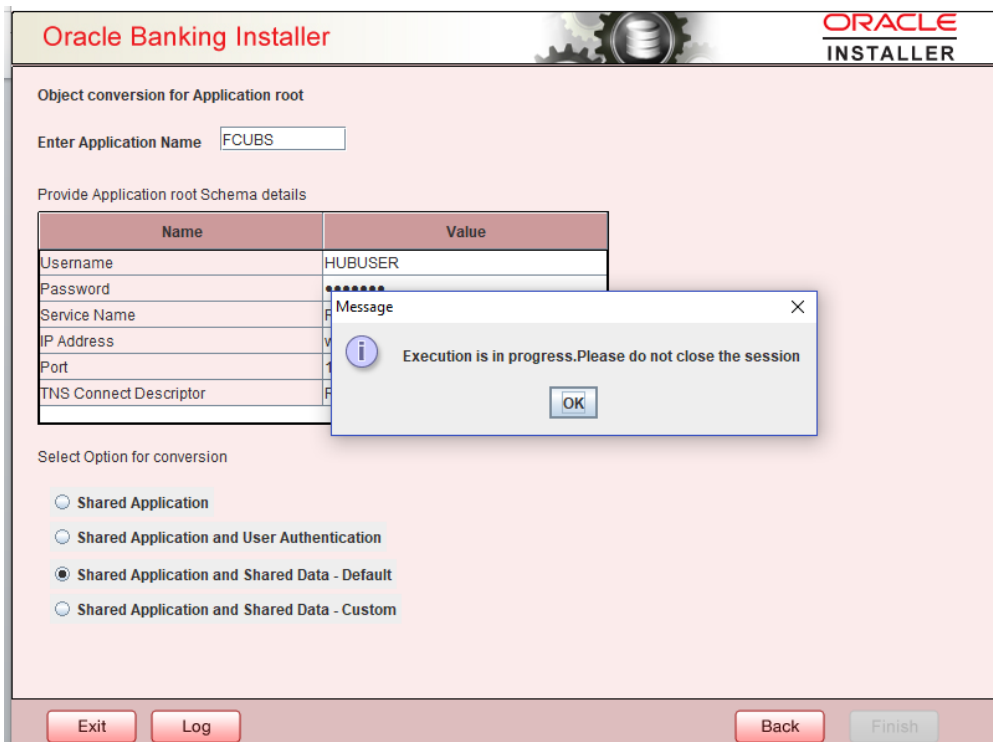 Oracle Banking Installer
ORACLE
INSTALLER
Object conversion for Application root
Enter Application Name FCUBS
Provide Application root Schema details
Name Value
Username HUBUSER
Password ●●●●●●●
Service Name
IP Address
Port
TNS Connect Descriptor
Message
Execution is in progress.Please do not close the session
OK
Select Option for conversion
Shared Application
Shared Application and User Authentication
Shared Application and Shared Data - Default
Shared Application and Shared Data - Custom
Exit Log Back Finish